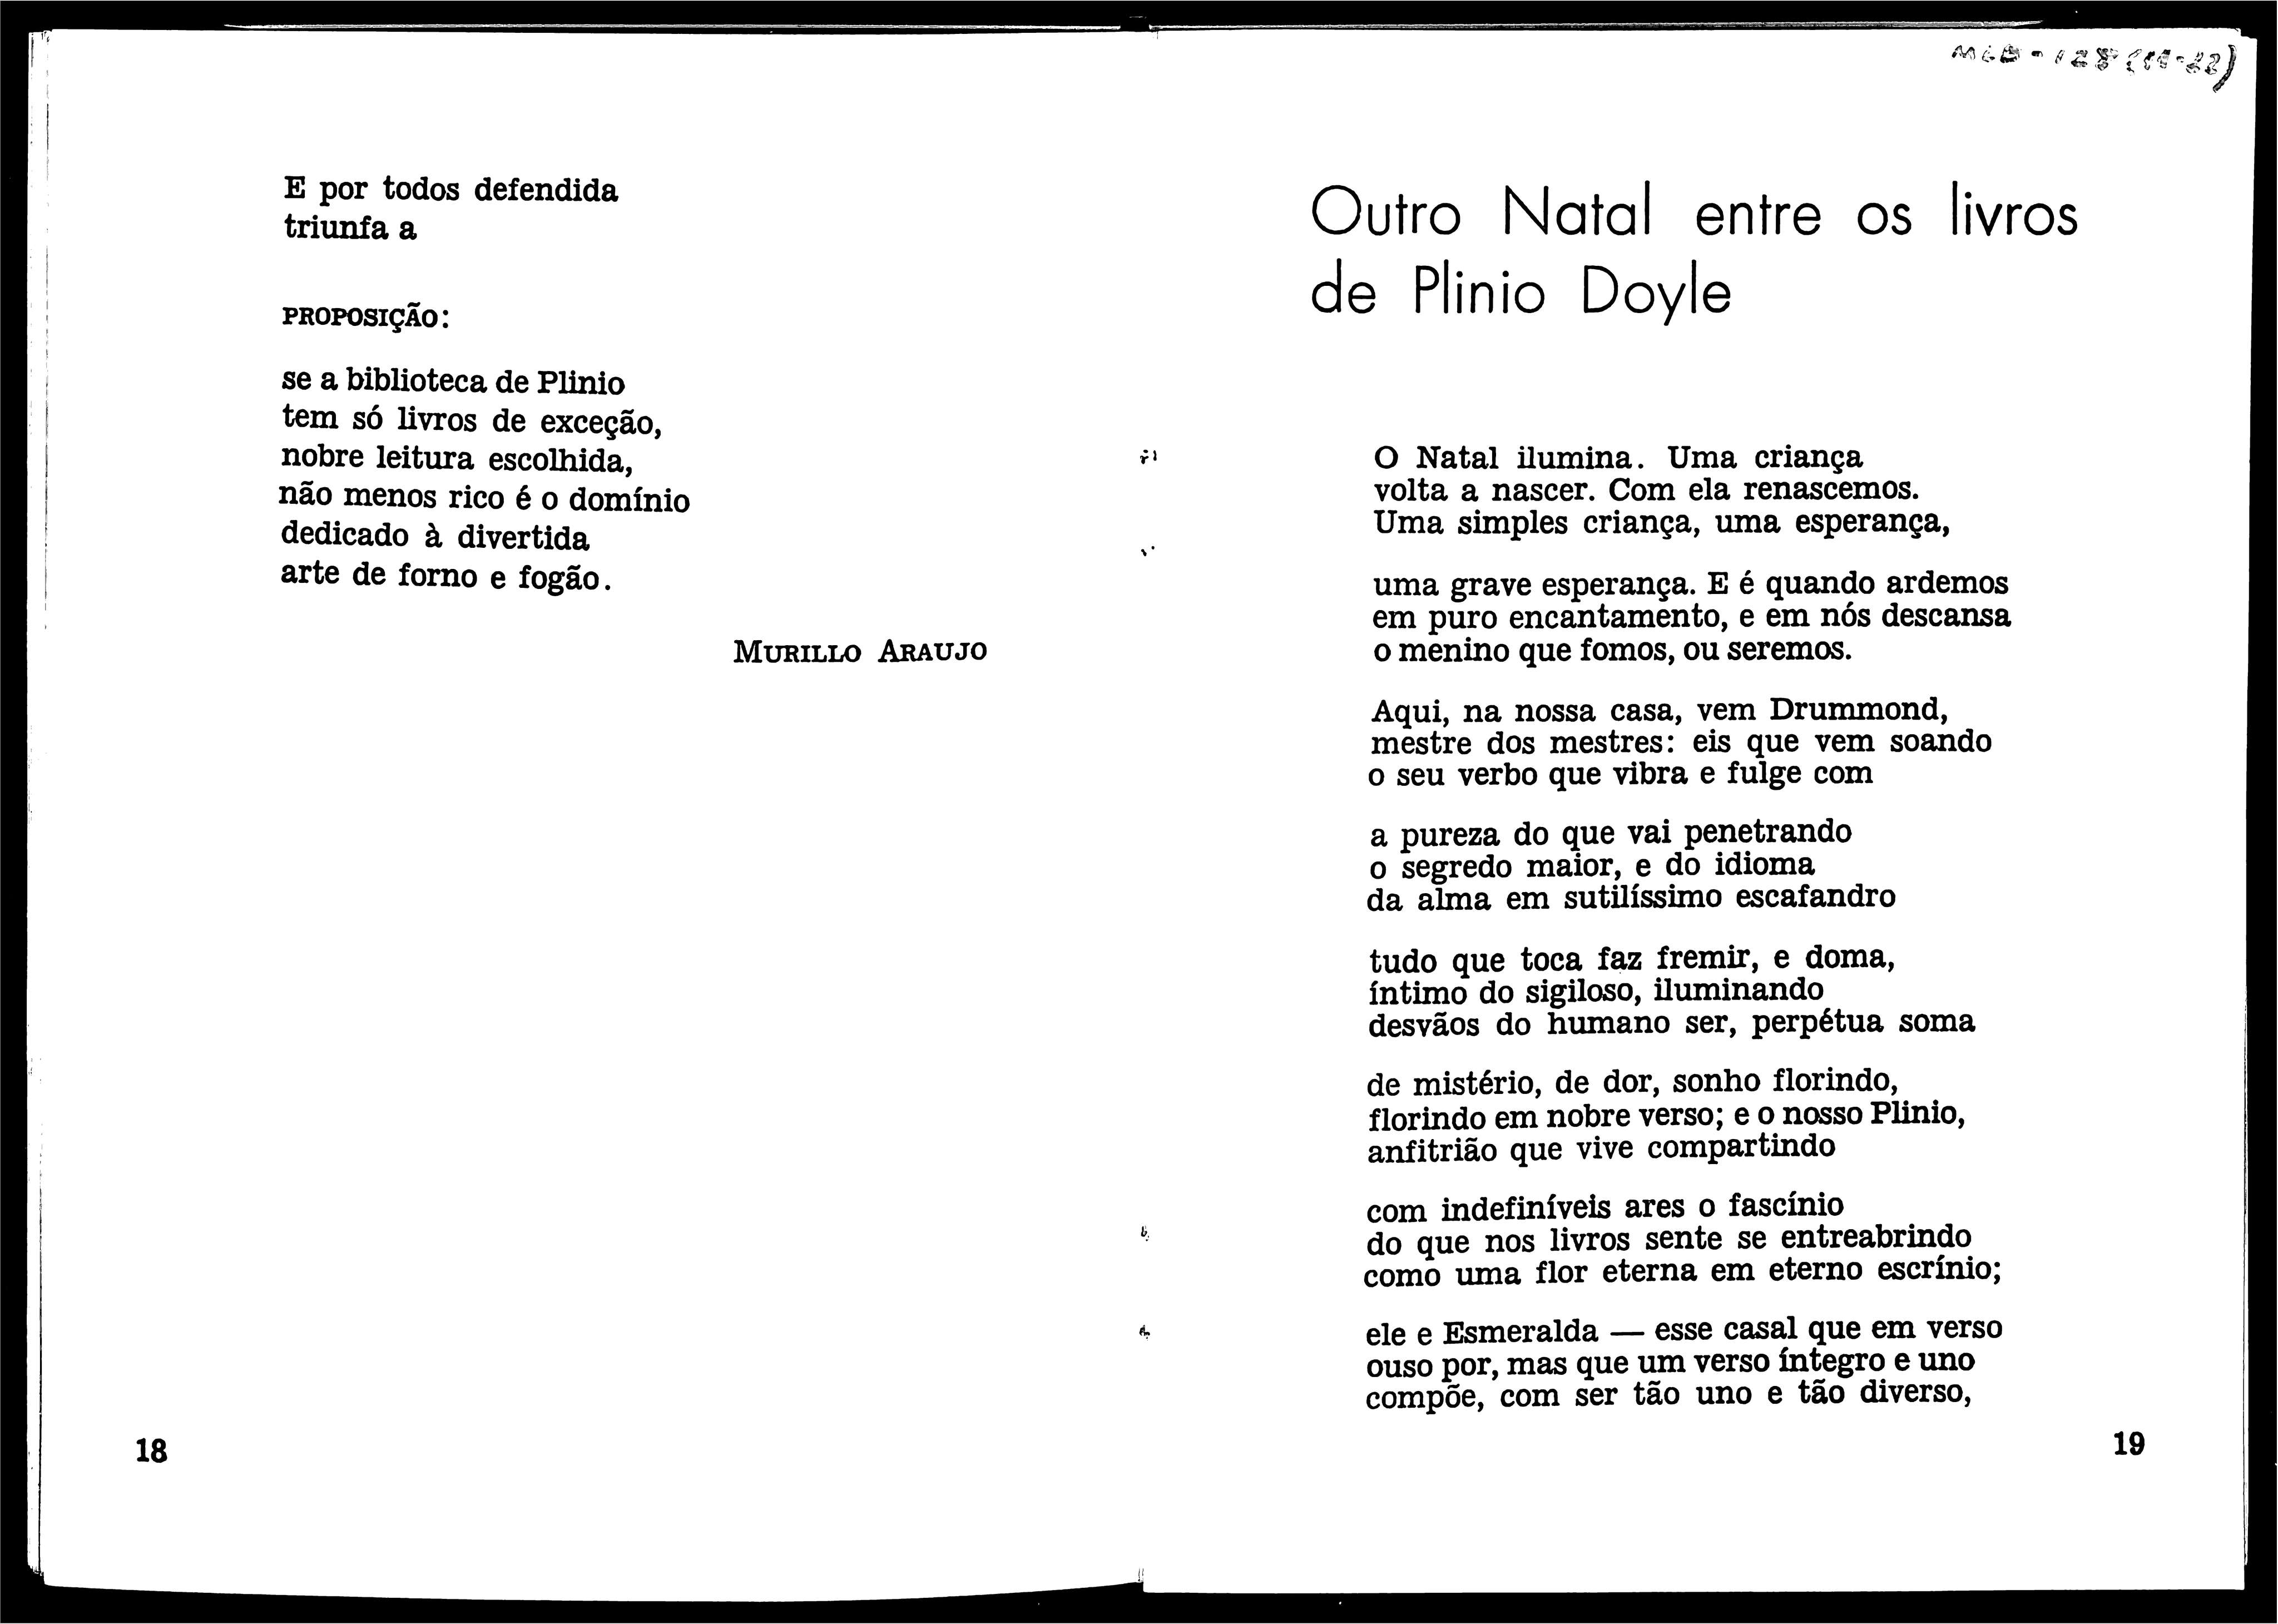 E por todos defendida
triunfa a
PROPOSIÇÃO:
se a biblioteca de Plinio
tem só livros de exceção,
nobre leitura escolhida,
não menos rico é o domínio
dedicado à divertida
arte de forno e fogão.
MURILLO ARAUJO
18
Outro Natal entre os livros
de Plinio Doyle
O Natal ilumina. Uma criança
volta a nascer. Com ela renascemos.
Uma simples criança, uma esperança,
uma grave esperança. E é quando ardemos
em puro encantamento, e em nós descansa
o menino que fomos, ou seremos.
Aqui, na nossa casa, vem Drummond,
mestre dos mestres: eis que vem soando
o seu verbo que vibra e fulge com
a pureza do que vai penetrando
o segredo maior, e do idioma
da alma em sutilíssimo escafandro
tudo que toca faz fremir, e doma,
íntimo do sigiloso, iluminando
desvãos do humano ser, perpétua soma
de mistério, de dor, sonho florindo,
florindo em nobre verso; e o nosso Plinio,
anfitrião que vive compartindo
com indefiníveis ares o fascínio
do que nos livros sente se entreabrindo
como uma flor eterna em eterno escrínio;
ele e Esmeralda — esse casal que em verso
ouso por, mas que um verso íntegro e uno
compõe, com ser tão uno e tão diverso,
19